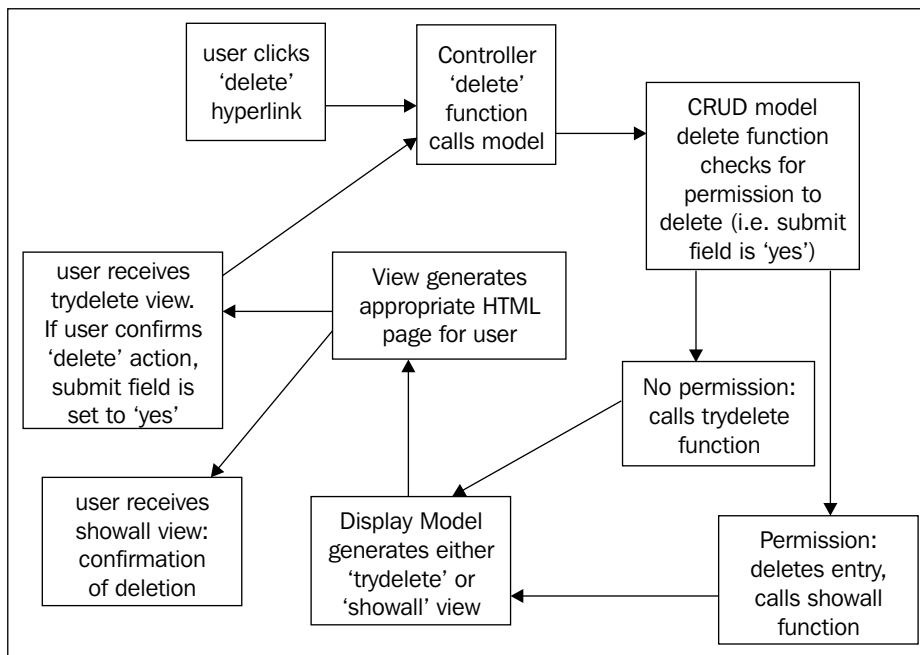 user clicks
‘delete’
hyperlink
Controller
‘delete’
function
calls model
CRUD model
delete function
checks for
permission to
delete (i.e. submit
field is ‘yes’)
user receives
trydelete view.
If user confirms
‘delete’ action,
submit field is
set to ‘yes’
View generates
appropriate HTML
page for user
No permission:
calls trydelete
function
user receives
showall view:
confirmation
of deletion
Display Model
generates either
‘trydelete’ or
‘showall’ view
Permission:
deletes entry,
calls showall
function